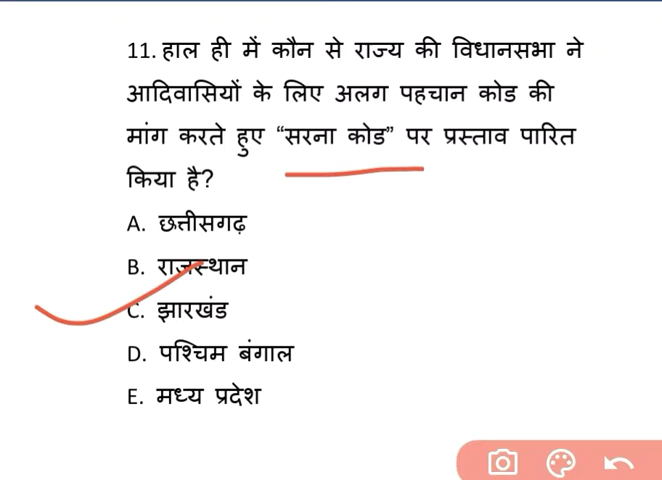 11. हाल ही में कौन से राज्य की विधानसभा ने
आदिवासियों के लिए अलग पहचान कोड की
मांग करते हुए “सरना कोड” पर प्रस्ताव पारित
किया है?
A. छत्तीसगढ़
B. राजस्थान
C. झारखंड
D. पश्चिम बंगाल
E. मध्य प्रदेश